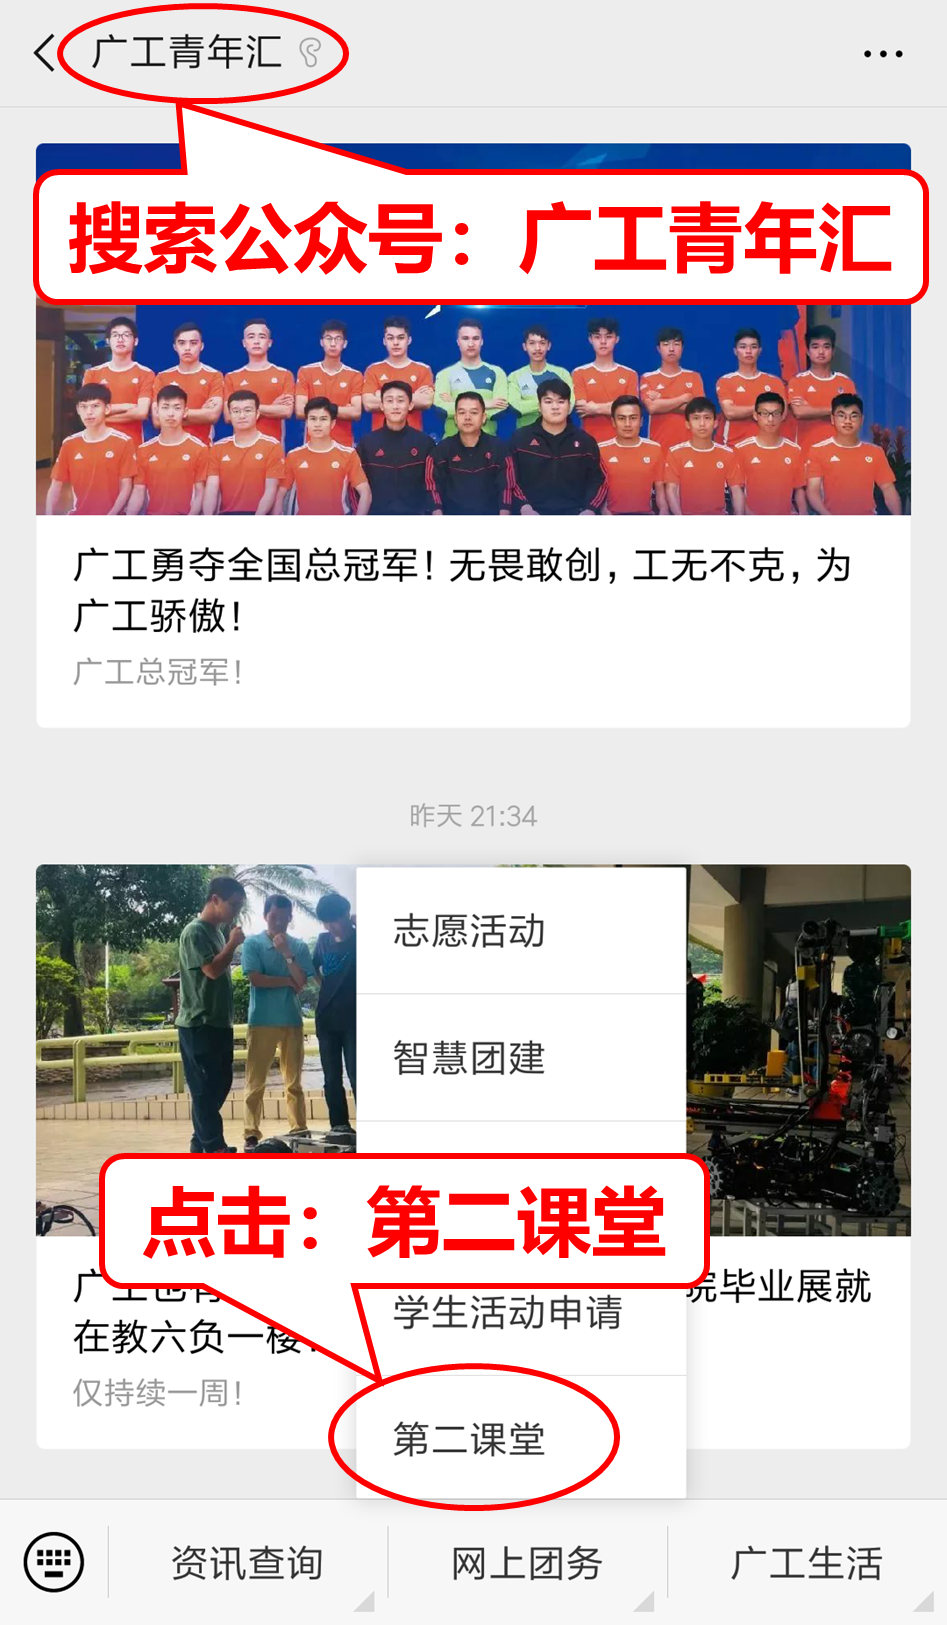 广工青年汇
搜索公众号：广工青年汇
广工勇夺全国总冠军！无畏敢创，工无不克，为
广工骄傲！
广工总冠军！
昨天 21:34
志愿活动
智慧团建
点击：第二课堂
院毕业展就
学生活动申请
在教六负一楼
仅持续一周！
第二课堂
资讯查询
网上团务
广工生活